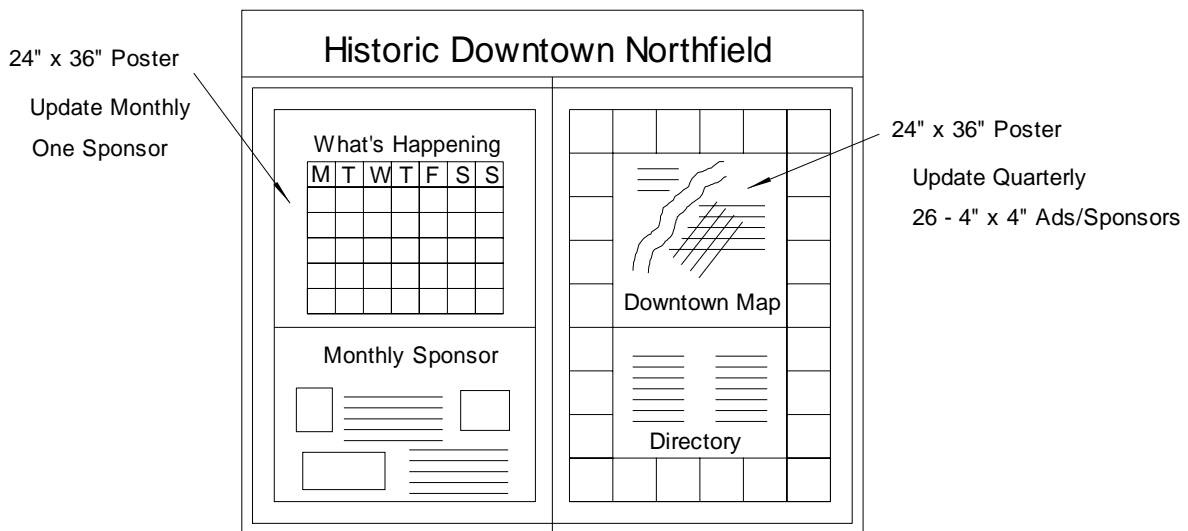 Historic Downtown Northfield
24" x 36" Poster
Update Monthly
One Sponsor
What's Happening
M T W T F S S
Monthly Sponsor
24" x 36" Poster
Update Quarterly
26 - 4" x 4" Ads/Sponsors
Downtown Map
Directory